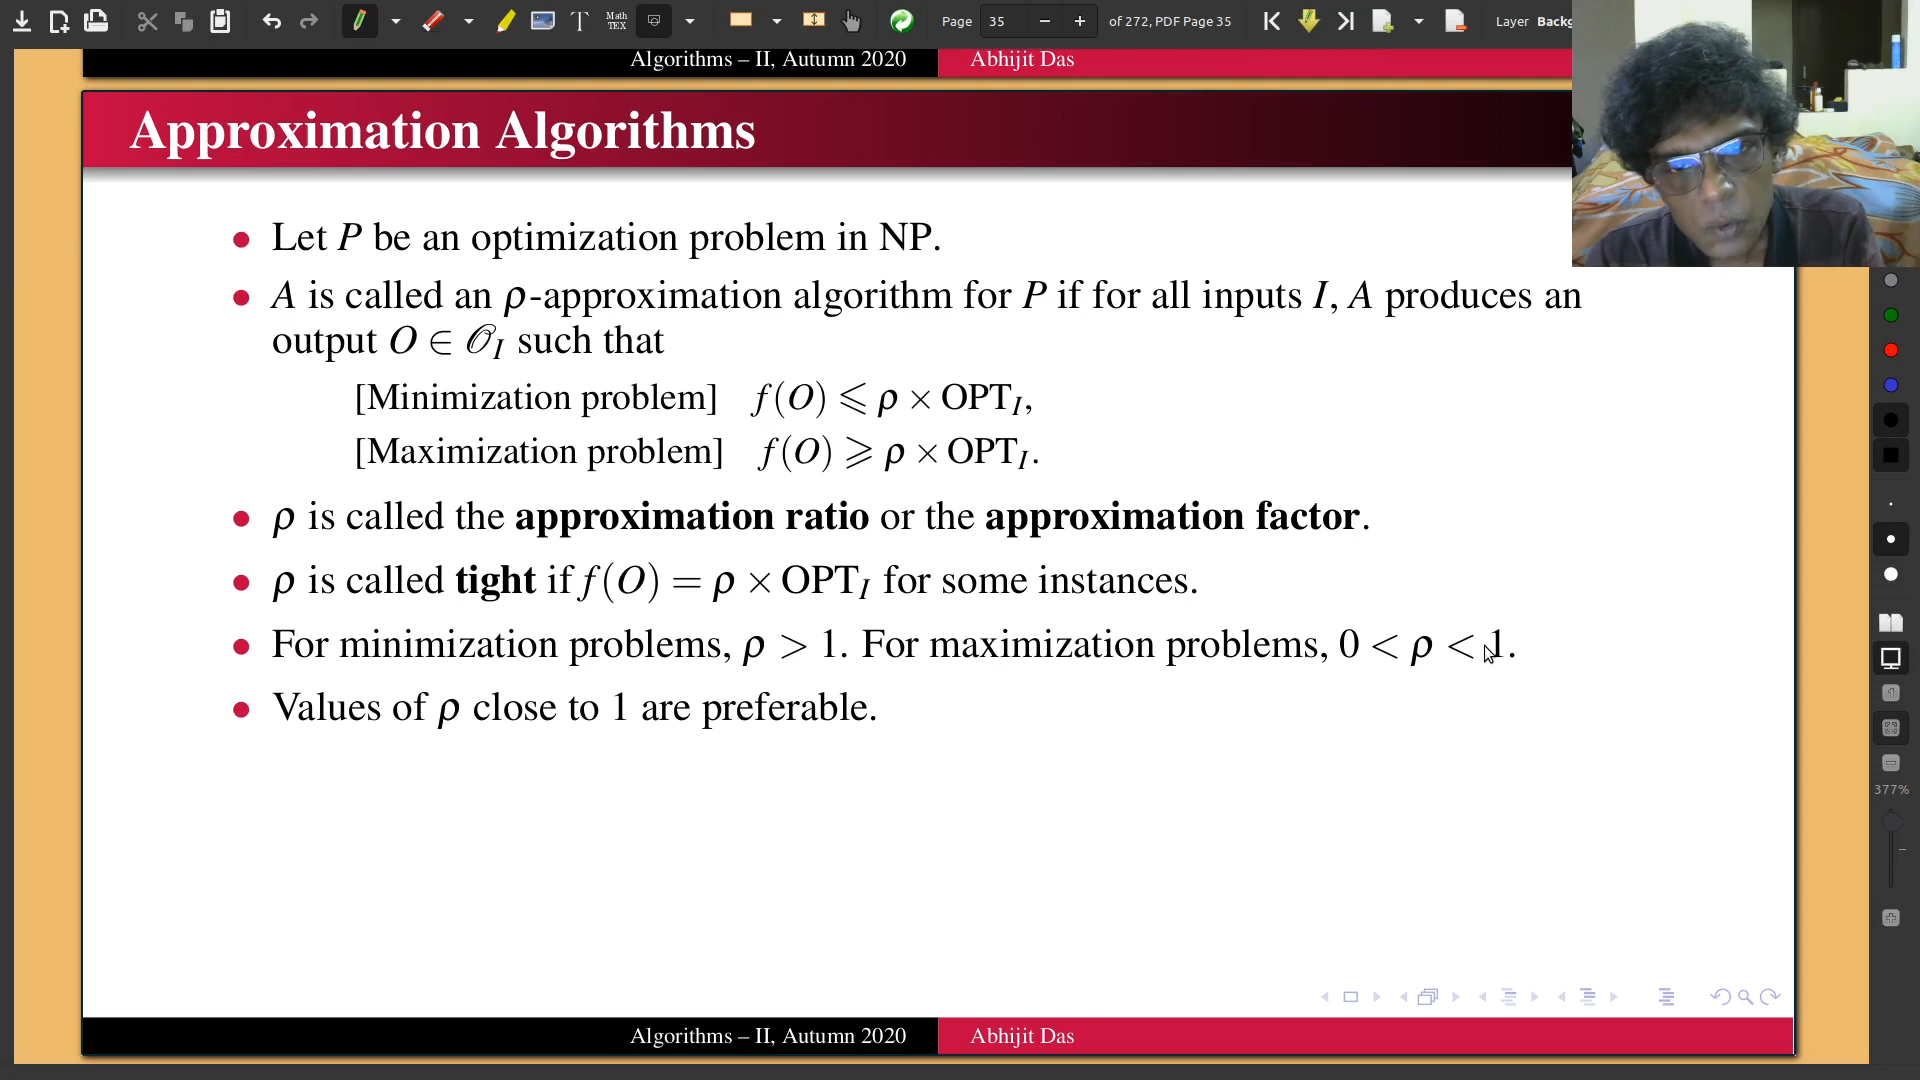 Math
TEX
Page 35 of 272, PDF Page 35
Layer
Algorithms – II, Autumn 2020 Abhijit Das
Approximation Algorithms
• Let P be an optimization problem in NP.
• A is called an ρ-approximation algorithm for P if for all inputs I, A produces an
output O ∈ 𝒪_I such that
[Minimization problem] f(O) ⩽ ρ × OPT_I,
[Maximization problem] f(O) ⩾ ρ × OPT_I.
• ρ is called the approximation ratio or the approximation factor.
• ρ is called tight if f(O) = ρ × OPT_I for some instances.
• For minimization problems, ρ > 1. For maximization problems, 0 < ρ < 1.
• Values of ρ close to 1 are preferable.
377%
Algorithms – II, Autumn 2020 Abhijit Das